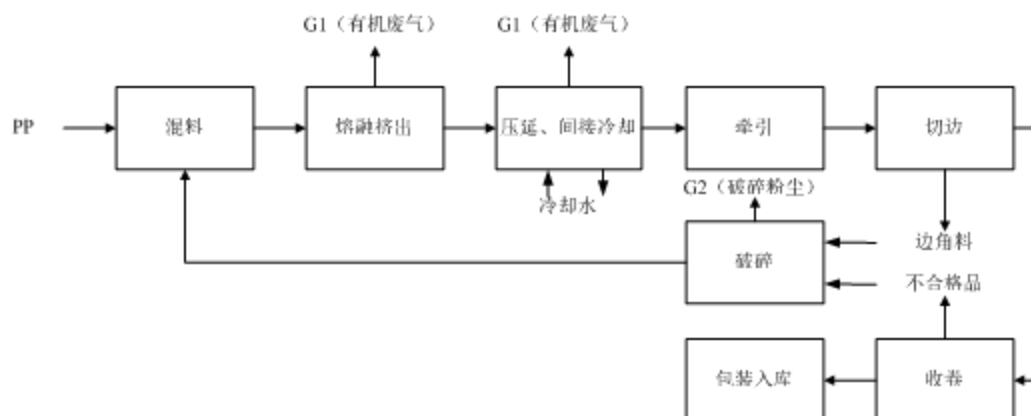 G1（有机废气）
G1（有机废气）
PP
混料
熔融挤出
压延、间接冷却
牵引
切边
G2（破碎粉尘）
冷却水
破碎
边角料
不合格品
包装入库
收卷